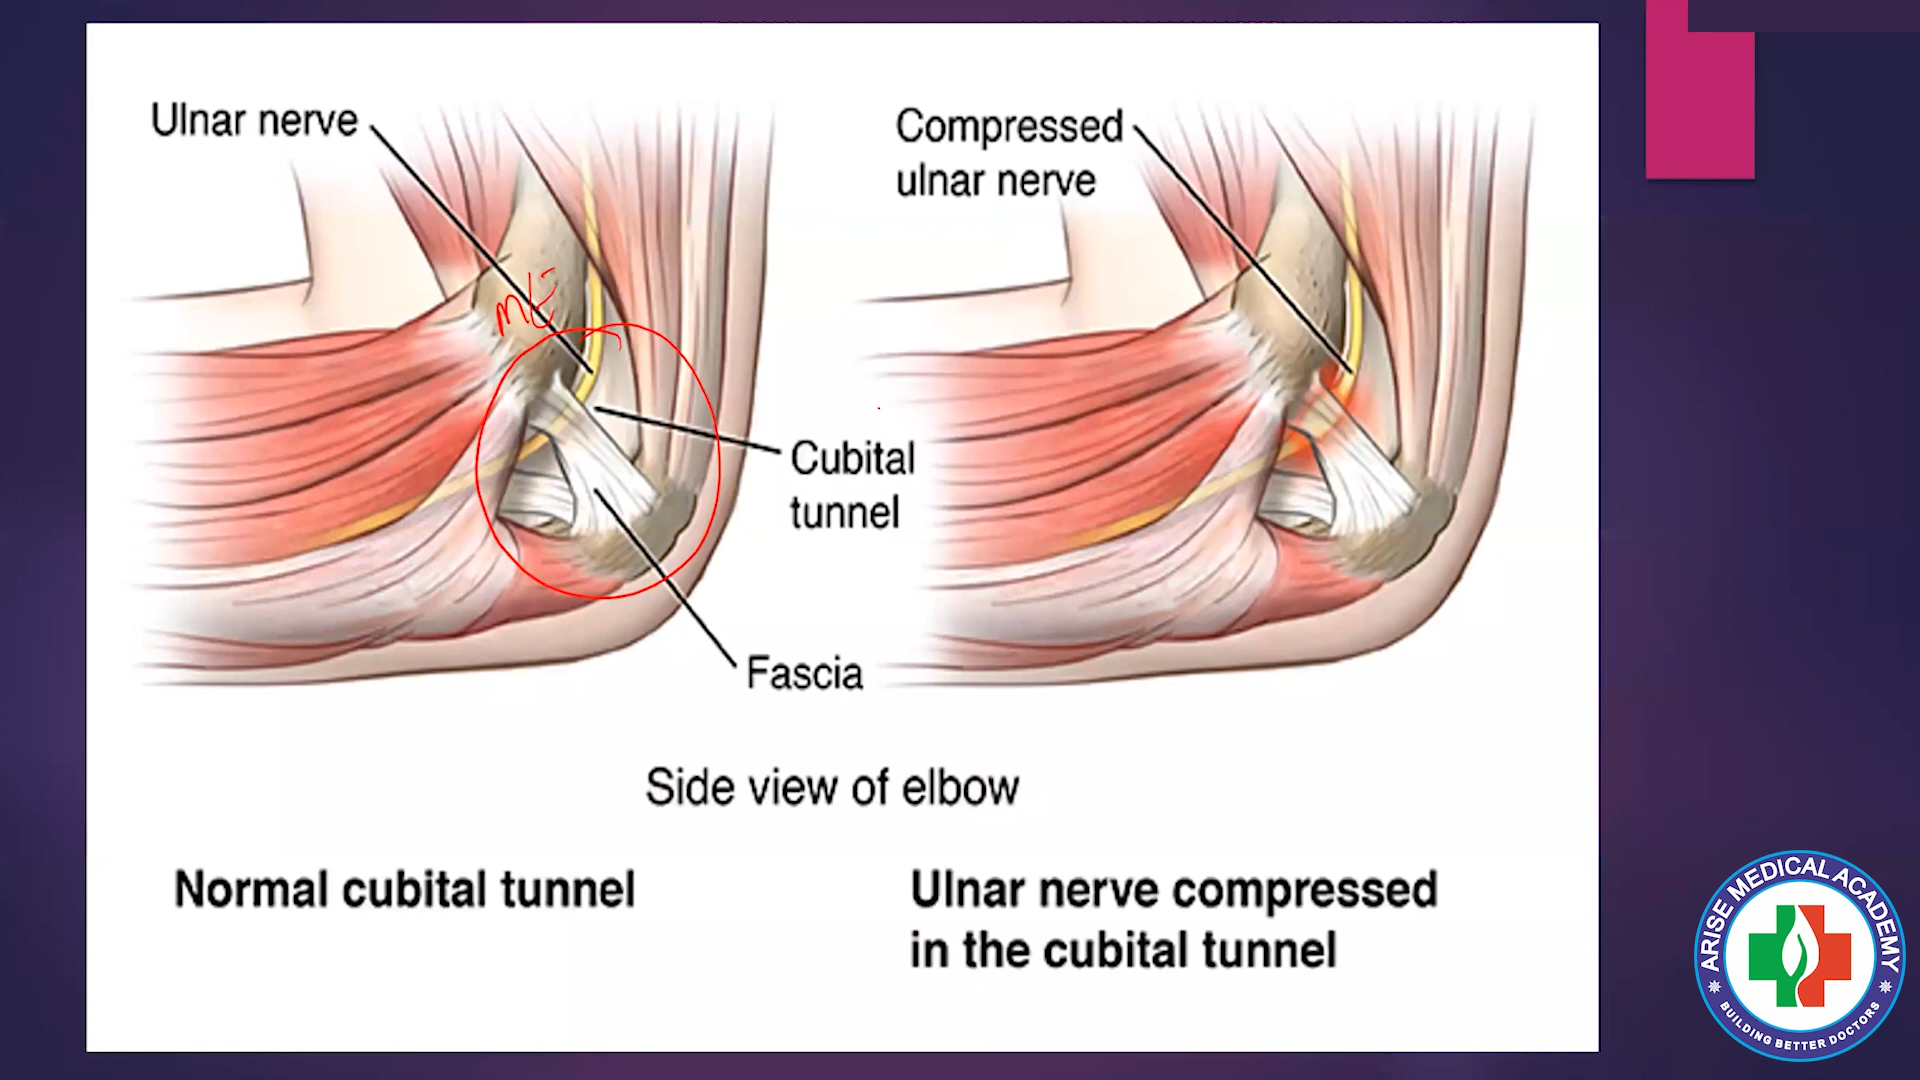 Ulnar nerve
Compressed
ulnar nerve
ME
Cubital
tunnel
Fascia
Side view of elbow
Normal cubital tunnel
Ulnar nerve compressed
in the cubital tunnel
ARISE MEDICAL ACADEMY
BUILDING BETTER DOCTORS